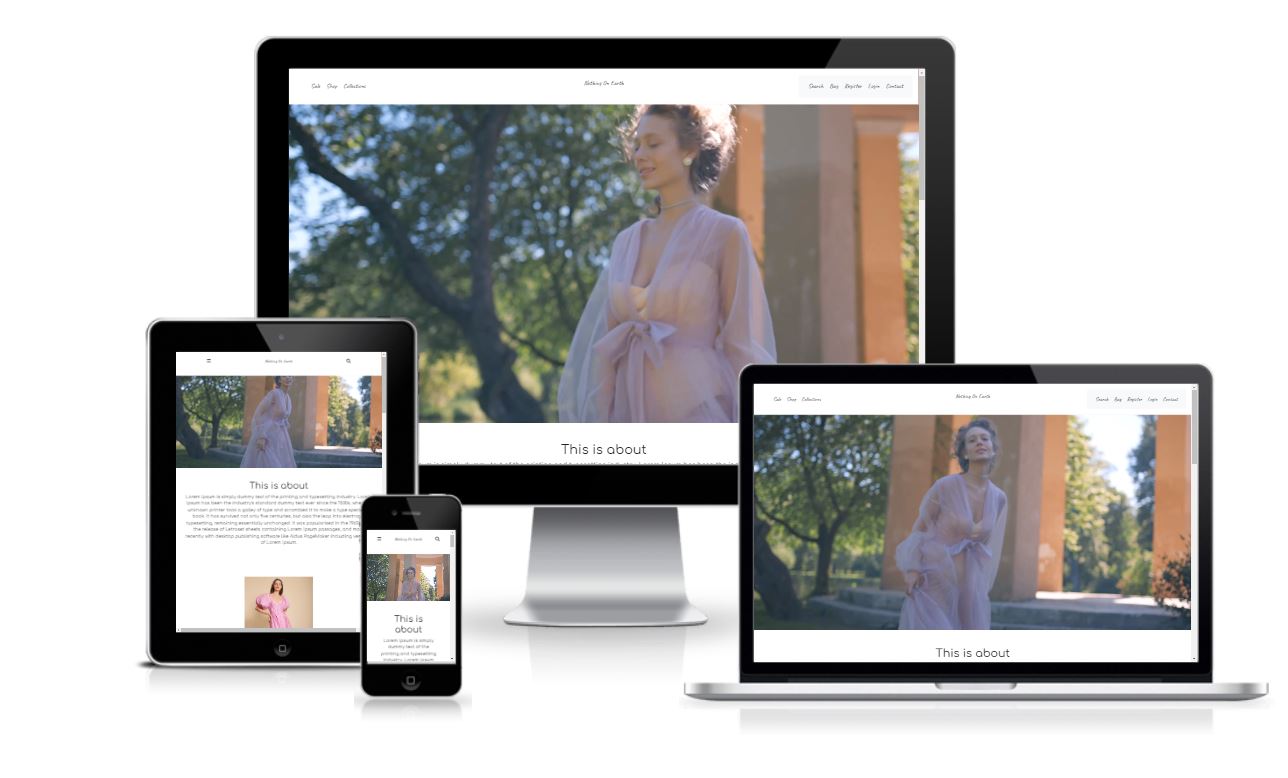 Sale Shop Collections
Nothing On Earth
Search Bag Register Login Contact
This is about
Nothing On Earth
This is about
Lorem Ipsum is simply dummy text of the printing and typesetting industry. Lorem
Ipsum has been the industry's standard dummy text ever since the 1500s, when
unknown printer took a galley of type and scrambled it to make a type specimen
book. It has survived not only five centuries, but also the leap into electronic
typesetting, remaining essentially unchanged. It was popularised in the 1960s
the release of Letraset sheets containing Lorem Ipsum passages, and more
recently with desktop publishing software like Aldus PageMaker including
of Lorem Ipsum.
Nothing On Earth
This is
about
Lorem Ipsum is simply
dummy text of the
printing and typesetting
industry. Lorem Ipsum
Sale Shop Collections
Nothing On Earth
Search Bag Register Login Contact
This is about